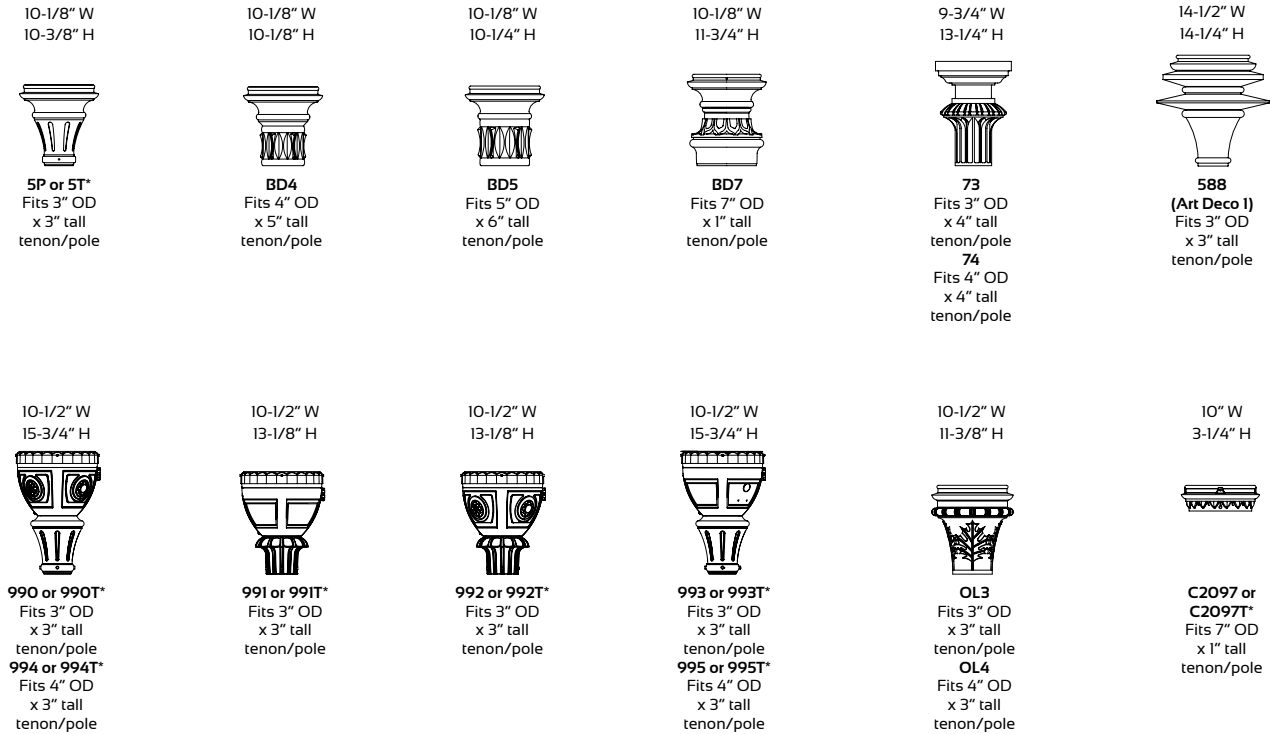 10-1/8” W
10-3/8” H
5P or 5T*
Fits 3” OD
x 3” tall
tenon/pole
10-1/8” W
10-1/8” H
BD4
Fits 4” OD
x 5” tall
tenon/pole
10-1/8” W
10-1/4” H
BD5
Fits 5” OD
x 6” tall
tenon/pole
10-1/8” W
11-3/4” H
BD7
Fits 7” OD
x 1” tall
tenon/pole
9-3/4” W
13-1/4” H
73
Fits 3” OD
x 4” tall
tenon/pole
74
Fits 4” OD
x 4” tall
tenon/pole
14-1/2” W
14-1/4” H
588
(Art Deco 1)
Fits 3” OD
x 3” tall
tenon/pole
10-1/2” W
15-3/4” H
990 or 990T*
Fits 3” OD
x 3” tall
tenon/pole
994 or 994T*
Fits 4” OD
x 3” tall
tenon/pole
10-1/2” W
13-1/8” H
991 or 991T*
Fits 3” OD
x 3” tall
tenon/pole
10-1/2” W
13-1/8” H
992 or 992T*
Fits 3” OD
x 3” tall
tenon/pole
10-1/2” W
15-3/4” H
993 or 993T*
Fits 3” OD
x 3” tall
tenon/pole
995 or 995T*
Fits 4” OD
x 3” tall
tenon/pole
10-1/2” W
11-3/8” H
OL3
Fits 3” OD
x 3” tall
tenon/pole
OL4
Fits 4” OD
x 3” tall
tenon/pole
10” W
3-1/4” H
C2097 or
C2097T*
Fits 7” OD
x 1” tall
tenon/pole